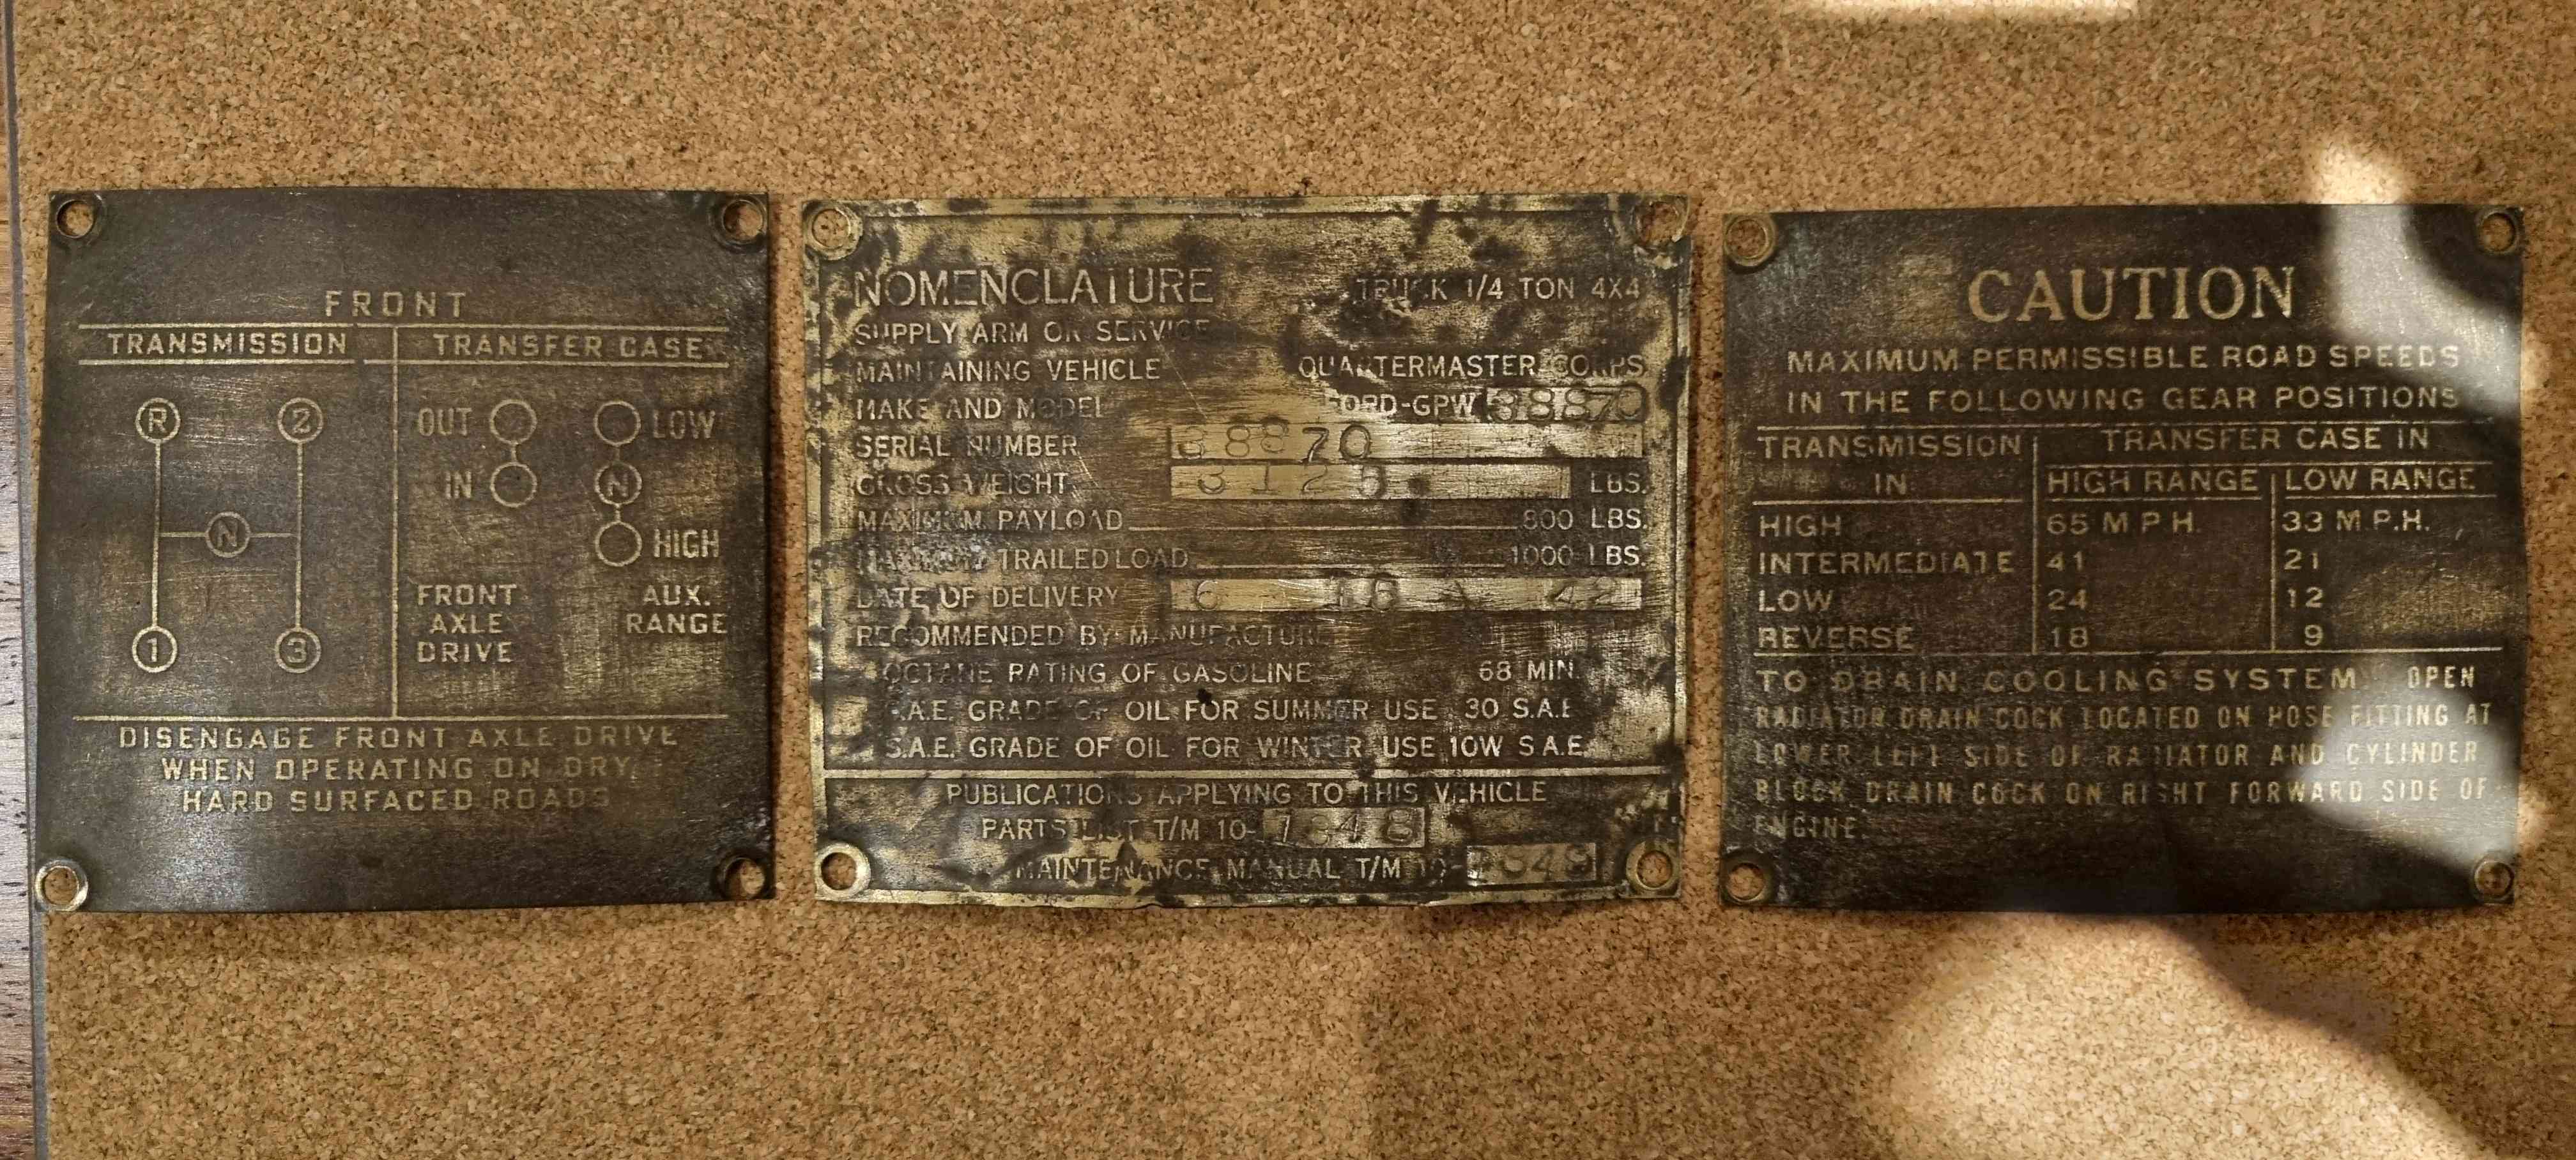 FRONT
TRANSMISSION TRANSFER CASE
R 2 OUT LOW
IN N
N HIGH
FRONT AUX.
AXLE RANGE
1 3 DRIVE
DISENGAGE FRONT AXLE DRIVE
WHEN OPERATING ON DRY
HARD SURFACED ROADS
NOMENCLATURE TRUCK 1/4 TON 4X4
SUPPLY ARM OR SERVICE
MAINTAINING VEHICLE QUARTERMASTER CORPS
MAKE AND MODEL FORD-GPW 38870
SERIAL NUMBER 38870
GROSS WEIGHT 3125 LBS.
MAXIMUM PAYLOAD 800 LBS.
MAXIMUM TRAILED LOAD 1000 LBS.
DATE OF DELIVERY 6 16 42
RECOMMENDED BY MANUFACTURE
OCTANE RATING OF GASOLINE 68 MIN.
S.A.E. GRADE OF OIL FOR SUMMER USE 30 S.A.E
S.A.E. GRADE OF OIL FOR WINTER USE 10W S.A.E.
PUBLICATIONS APPLYING TO THIS VEHICLE
PARTS LIST T/M 10-
MAINTENANCE MANUAL T/M 10-
CAUTION
MAXIMUM PERMISSIBLE ROAD SPEEDS
IN THE FOLLOWING GEAR POSITIONS
TRANSMISSION TRANSFER CASE IN
IN HIGH RANGE LOW RANGE
HIGH 65 M P H. 33 M P.H.
INTERMEDIATE 41 21
LOW 24 12
REVERSE 18 9
TO DRAIN COOLING SYSTEM OPEN
RADIATOR DRAIN COCK LOCATED ON HOSE FITTING AT
LOWER LEFT SIDE OF RADIATOR AND CYLINDER
BLOCK DRAIN COCK ON RIGHT FORWARD SIDE OF
ENGINE.